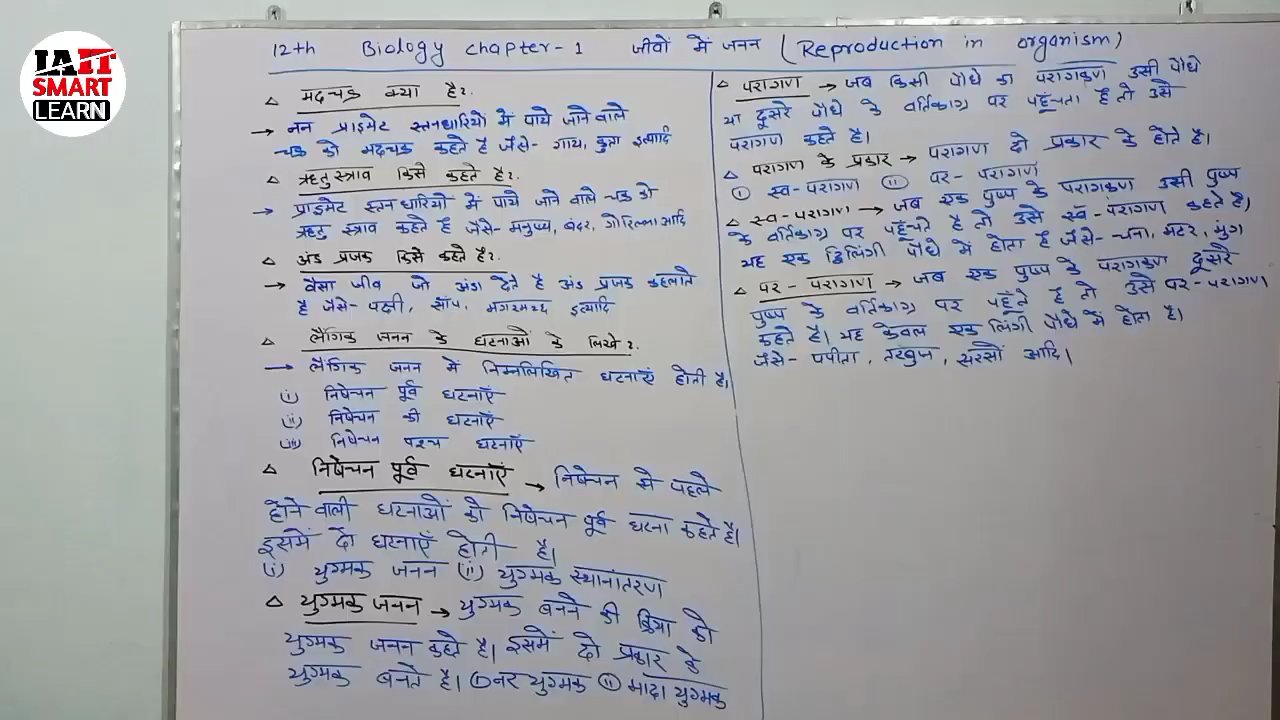 IAIT
SMART
LEARN
12th Biology chapter-1 जीवों में जनन (Reproduction in organism)
△ मदचक्र क्या है?
→ नन प्राइमेट स्तनधारियों में पाये जाने वाले
चक्र को मदचक्र कहते है जैसे- गाय, कुत्ता इत्यादि
△ ऋतु स्त्राव किसे कहते है?
→ प्राइमेट स्तनधारियों में पाये जाने वाले चक्र को
ऋतु स्त्राव कहते है जैसे- मनुष्य, बंदर, गोरिल्ला आदि
△ अंड प्रजक किसे कहते है?
→ वैसा जीव जो अंडा देते है अंड प्रजक कहलाते
है जैसे- पक्षी, साँप, मगरमच्छ इत्यादि
△ लैंगिक जनन के घटनाओं के लिखे?
→ लैंगिक जनन में निम्नलिखित घटनाएँ होती है।
(i) निषेचन पूर्व घटनाएँ
(ii) निषेचन की घटनाएँ
(iii) निषेचन पश्च घटनाएँ
△ निषेचन पूर्व घटनाएँ → निषेचन से पहले
होने वाली घटनाओं को निषेचन पूर्व घटना कहते है।
इसमें दो घटनाएँ होती है।
(i) युग्मक जनन (ii) युग्मक स्थानांतरण
△ युग्मक जनन → युग्मक बनने की क्रिया को
युग्मक जनन कहते है। इसमें दो प्रकार के
युग्मक बनते है। (i) नर युग्मक (ii) मादा युग्मक
△ परागण → जब किसी पौधे का परागकण उसी पौधे
या दूसरे पौधे के वर्तिकाग्र पर पहुँचता है तो उसे
परागण कहते है।
△ परागण के प्रकार → परागण दो प्रकार के होते है।
(i) स्व-परागण (ii) पर-परागण
△ स्व-परागण → जब एक पुष्प के परागकण उसी पुष्प
के वर्तिकाग्र पर पहुँचते है तो उसे स्व-परागण कहते है।
यह एक द्विलिंगी पौधे में होता है जैसे- चना, मटर, मुंग
△ पर-परागण → जब एक पुष्प के परागकण दूसरे
पुष्प के वर्तिकाग्र पर पहुँते है तो उसे पर-परागण
कहते है। यह केवल एक लिंगी पौधे में होता है।
जैसे- पपीता, तरबुज, सरसों आदि।